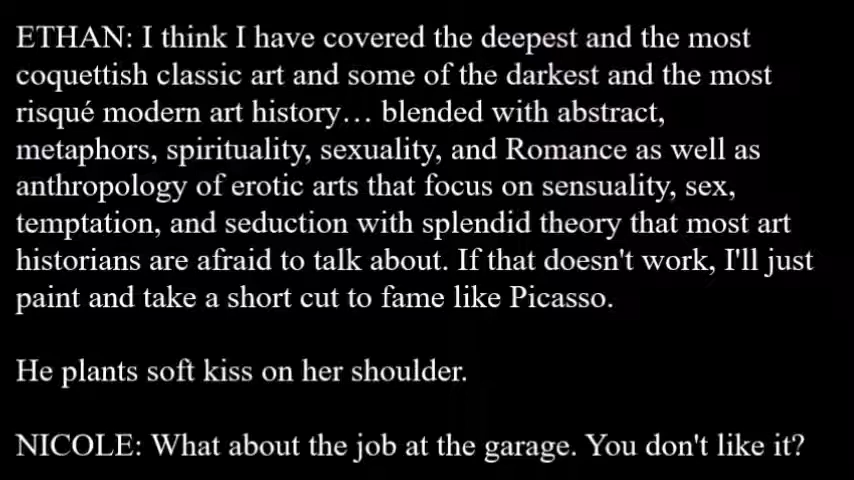 ETHAN: I think I have covered the deepest and the most
coquettish classic art and some of the darkest and the most
risqué modern art history… blended with abstract,
metaphors, spirituality, sexuality, and Romance as well as
anthropology of erotic arts that focus on sensuality, sex,
temptation, and seduction with splendid theory that most art
historians are afraid to talk about. If that doesn't work, I'll just
paint and take a short cut to fame like Picasso.
He plants soft kiss on her shoulder.
NICOLE: What about the job at the garage. You don't like it?